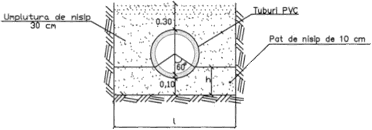 Umplutura de nisip
30 cm
0.30
Tuburi PVC
Pat de nisip de 10 cm
60°
h
0,10
l